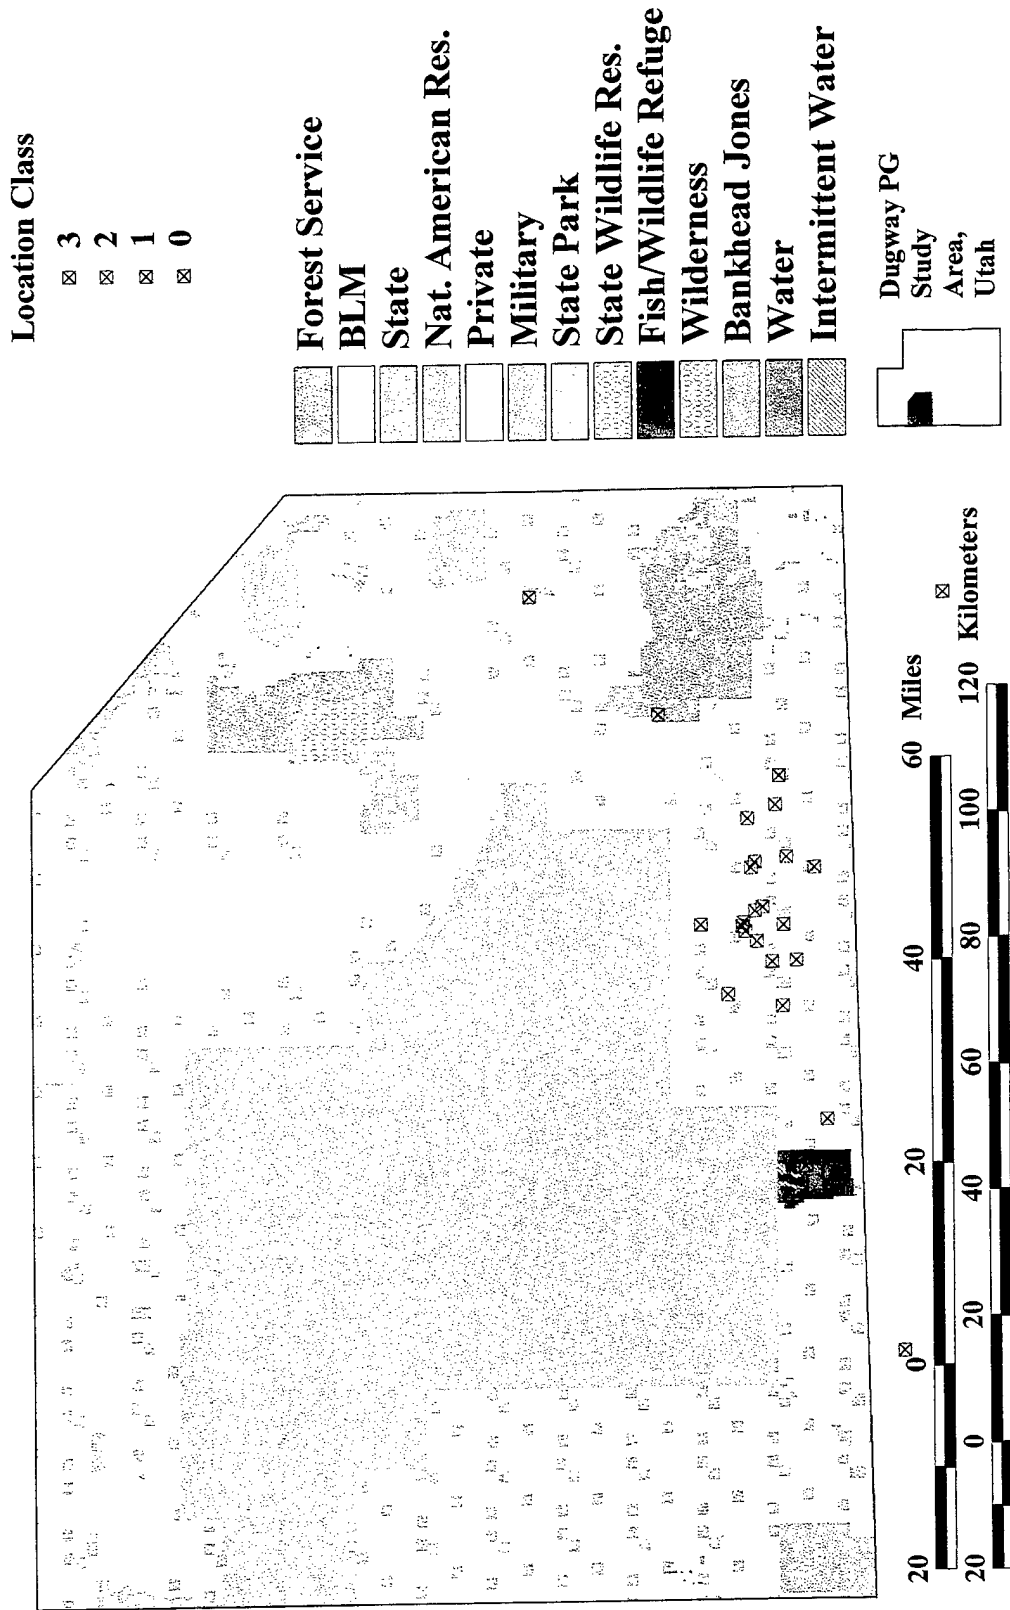 Location Class
3
2
1
0
Forest Service
BLM
State
Nat. American Res.
Private
Military
State Park
State Wildlife Res.
Fish/Wildlife Refuge
Wilderness
Bankhead Jones
Water
Intermittent Water
Dugway PG
Study
Area,
Utah
20 0 20 40 60 Miles
20 0 20 40 60 80 100 120 Kilometers